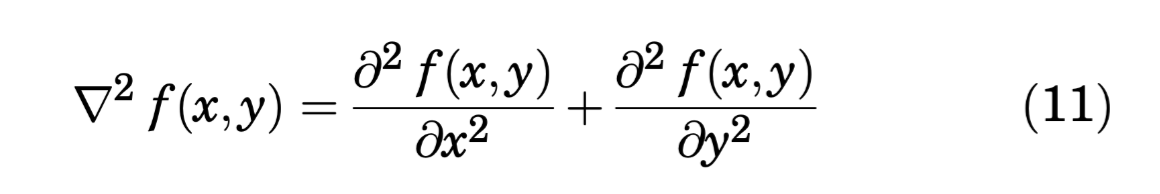 ∇² f(x,y) = ∂² f(x,y)/∂x² + ∂² f(x,y)/∂y² (11)